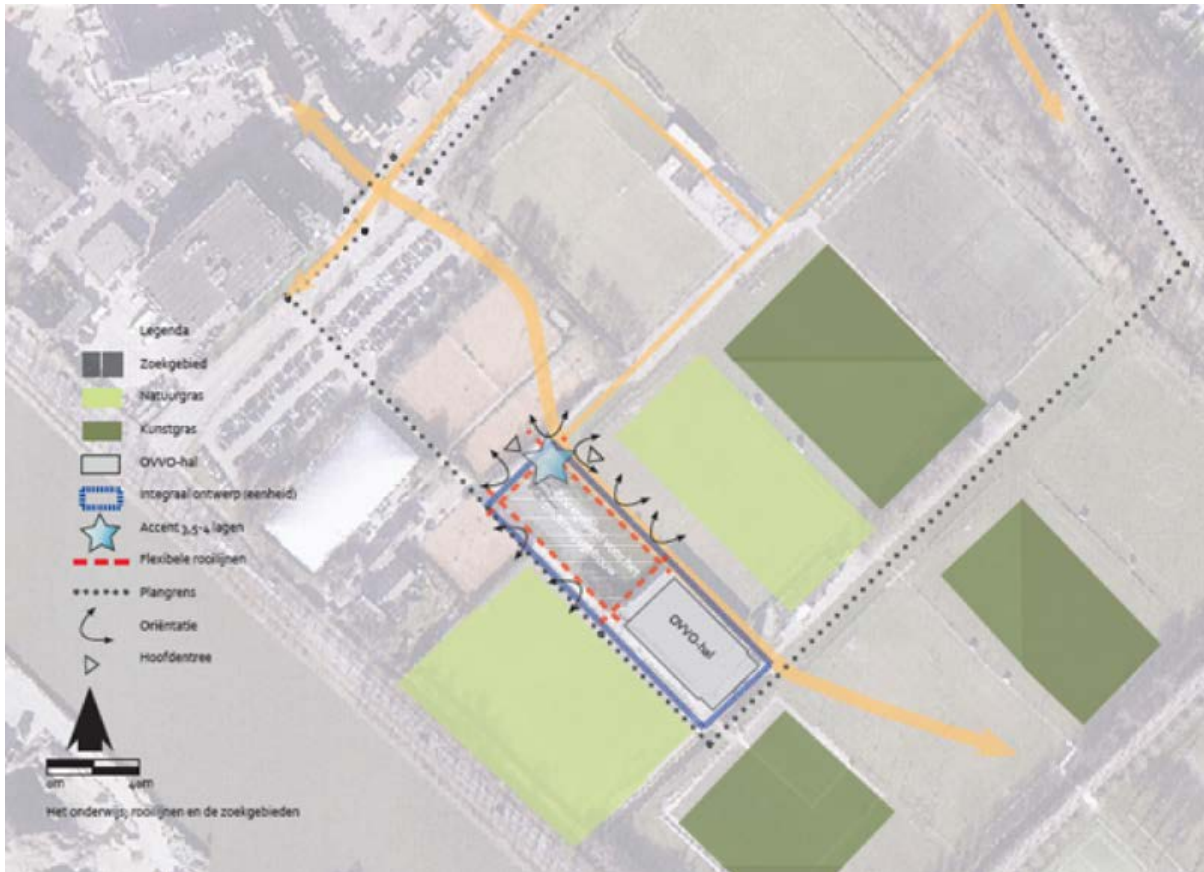 Legenda
Zoekgebied
Natuurgras
Kunstgras
OVVO-hal
Integraal ontwerp (eenheid)
Accent 3,5-4 lagen
Flexibele rooilijnen
Plangrens
Oriëntatie
Hoofdentree
OVVO-hal
0m 40m
Het onderwijs; rooilijnen en de zoekgebieden